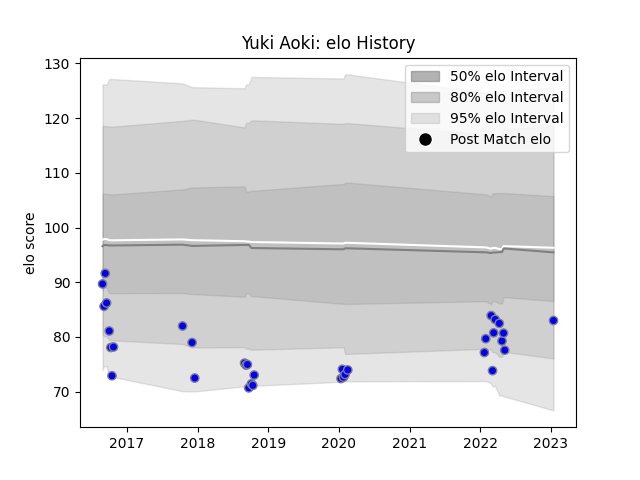 Yuki Aoki: elo History
130
120
110
100
90
80
70
elo score
50% elo Interval
80% elo Interval
95% elo Interval
Post Match elo
2017
2018
2019
2020
2021
2022
2023